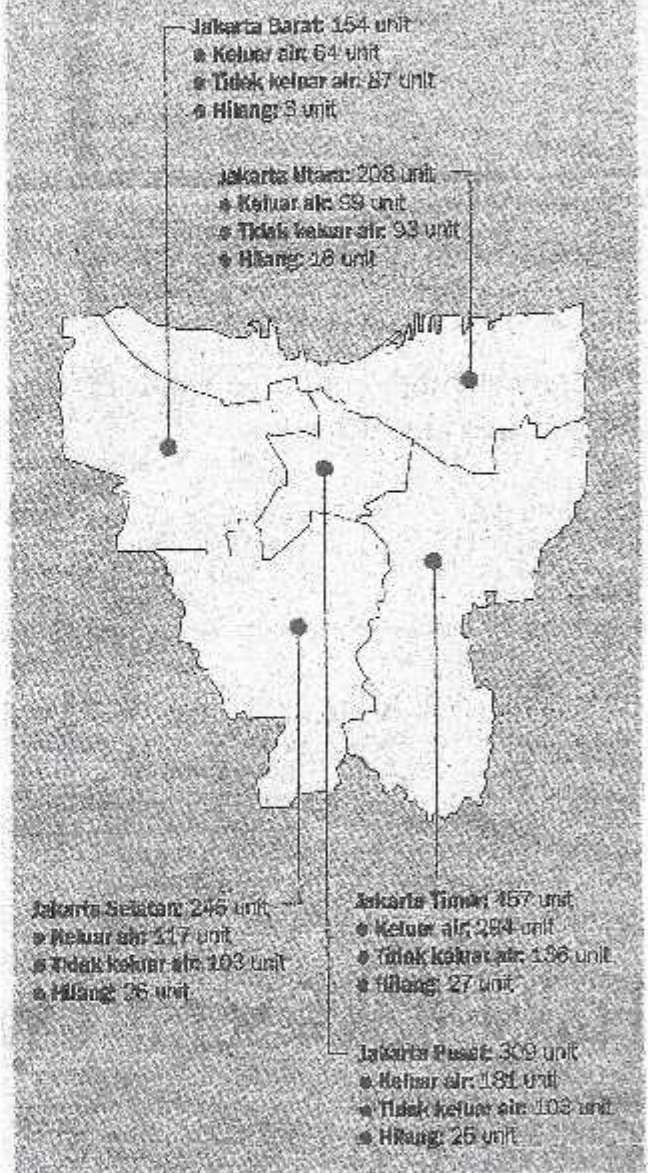 Jakarta Barat: 154 unit
● Keluar air: 64 unit
● Tidak keluar air: 87 unit
● Hilang: 3 unit
Jakarta Utara: 208 unit
● Keluar air: 99 unit
● Tidak keluar air: 93 unit
● Hilang: 16 unit
Jakarta Selatan: 246 unit
● Keluar air: 117 unit
● Tidak keluar air: 103 unit
● Hilang: 26 unit
Jakarta Timur: 457 unit
● Keluar air: 294 unit
● Tidak keluar air: 136 unit
● Hilang: 27 unit
Jakarta Pusat: 309 unit
● Keluar air: 181 unit
● Tidak keluar air: 103 unit
● Hilang: 25 unit